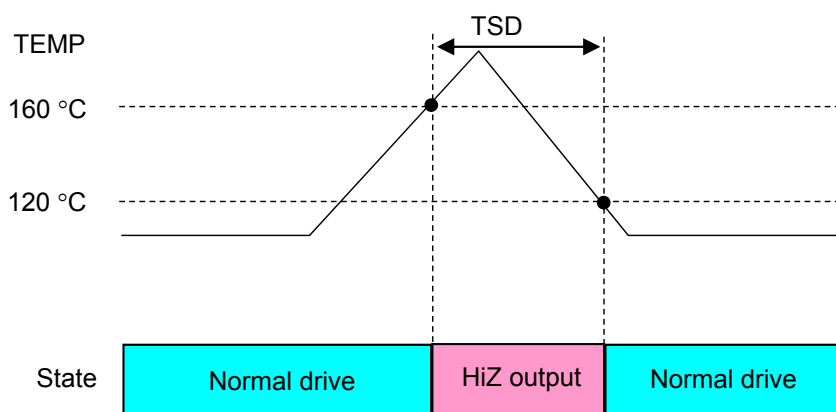 TSD
TEMP
160 °C
120 °C
State
Normal drive
HiZ output
Normal drive